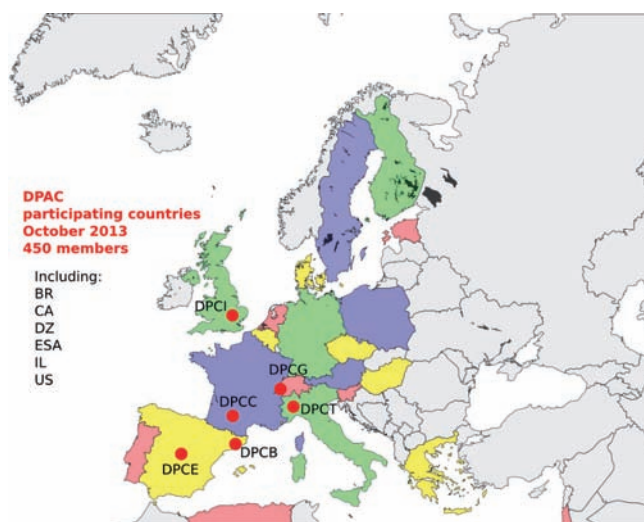 DPAC
participating countries
October 2013
450 members
Including:
BR
CA
DZ
ESA
IL
US
DPCI
DPCG
DPCC
DPCT
DPCB
DPCE